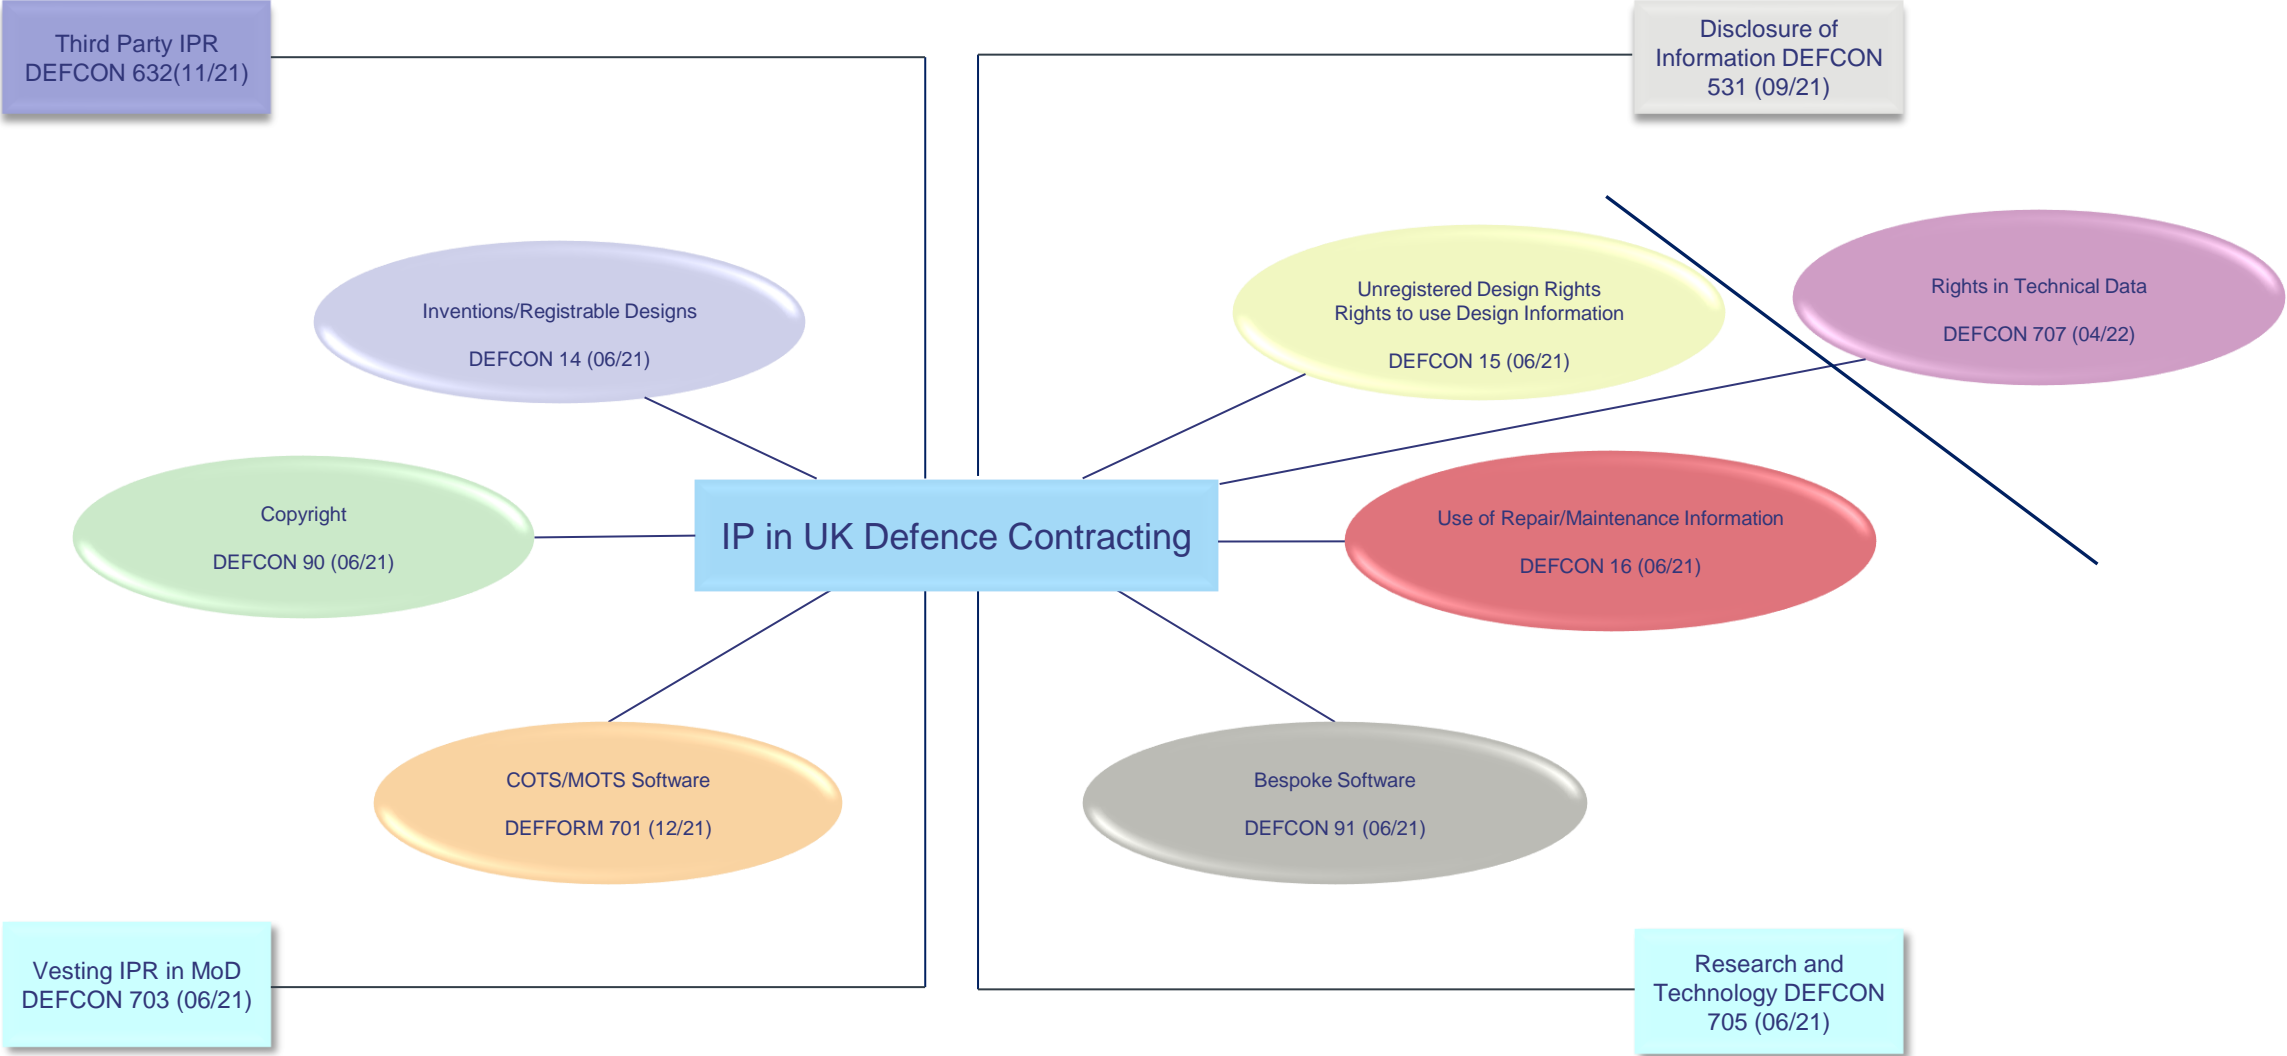 Third Party IPR
DEFCON 632(11/21)
Disclosure of
Information DEFCON
531 (09/21)
Inventions/Registrable Designs
DEFCON 14 (06/21)
Unregistered Design Rights
Rights to use Design Information
DEFCON 15 (06/21)
Rights in Technical Data
DEFCON 707 (04/22)
Copyright
DEFCON 90 (06/21)
IP in UK Defence Contracting
Use of Repair/Maintenance Information
DEFCON 16 (06/21)
COTS/MOTS Software
DEFFORM 701 (12/21)
Bespoke Software
DEFCON 91 (06/21)
Vesting IPR in MoD
DEFCON 703 (06/21)
Research and
Technology DEFCON
705 (06/21)